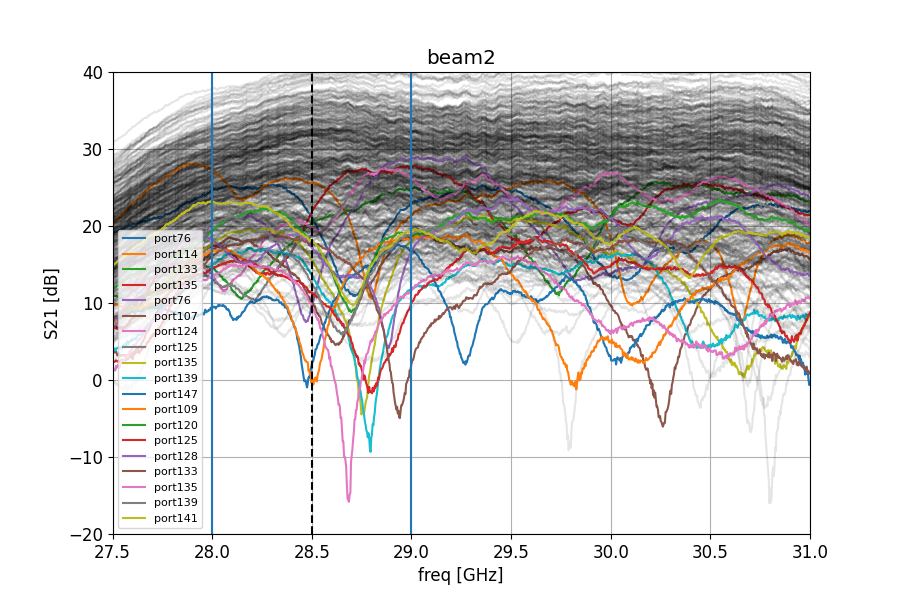 beam2
40
30
20
10
0
−10
−20
S21 [dB]
port76
port114
port133
port135
port76
port107
port124
port125
port135
port139
port147
port109
port120
port125
port128
port133
port135
port139
port141
27.5 28.0 28.5 29.0 29.5 30.0 30.5 31.0
freq [GHz]